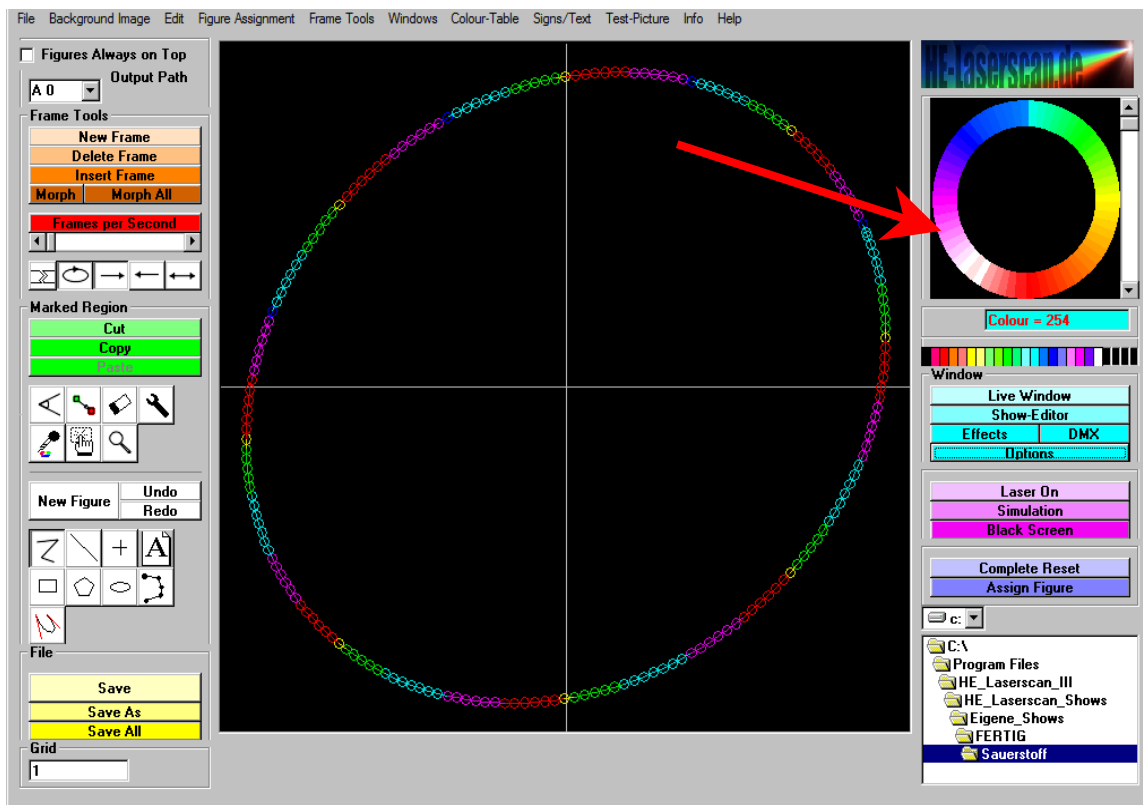 File Background Image Edit Figure Assignment Frame Tools Windows Colour-Table Signs/Text Test-Picture Info Help
Figures Always on Top
Output Path
A 0
Frame Tools
New Frame
Delete Frame
Insert Frame
Morph Morph All
Frames per Second
Marked Region
Cut
Copy
Paste
New Figure
Undo
Redo
A
File
Save
Save As
Save All
Grid
1
HE-Laserscan.de
Colour = 254
Window
Live Window
Show-Editor
Effects DMX
Options
Laser On
Simulation
Black Screen
Complete Reset
Assign Figure
c:
C:\
Program Files
HE_Laserscan_III
HE_Laserscan_Shows
Eigene_Shows
FERTIG
Sauerstoff